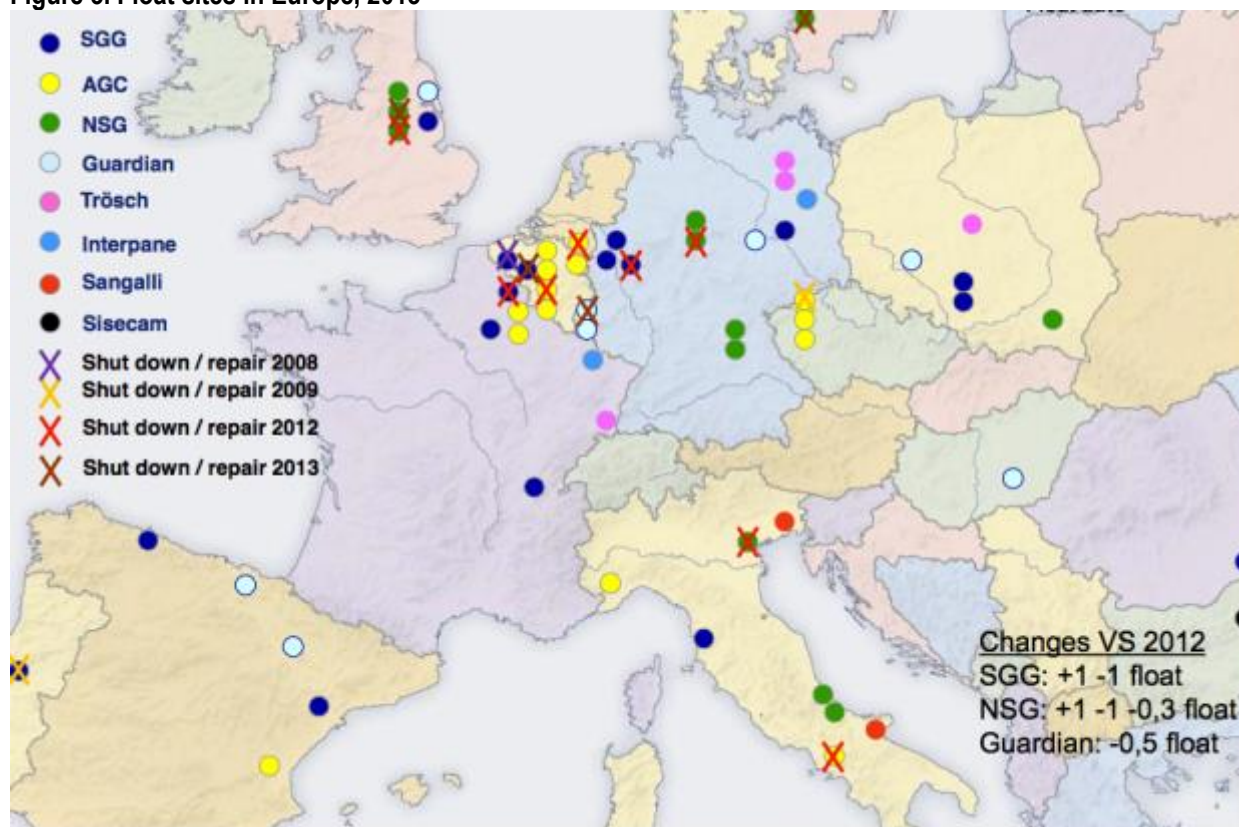 SGG
AGC
NSG
Guardian
Trösch
Interpane
Sangalli
Sisecam
Shut down / repair 2008
Shut down / repair 2009
Shut down / repair 2012
Shut down / repair 2013
Changes VS 2012
SGG: +1 -1 float
NSG: +1 -1 -0,3 float
Guardian: -0,5 float